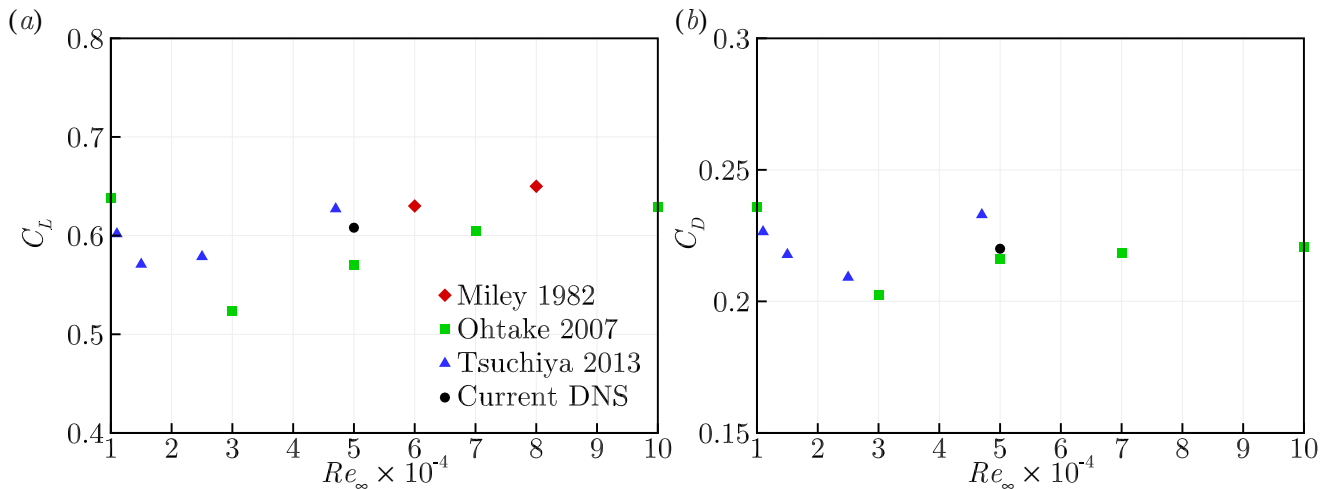 (a)
0.8
0.7
0.6
0.5
0.4
C_L
Miley 1982
Ohtake 2007
Tsuchiya 2013
Current DNS
1 2 3 4 5 6 7 8 9 10
Re_∞ × 10^-4
(b)
0.3
0.25
0.2
0.15
C_D
1 2 3 4 5 6 7 8 9 10
Re_∞ × 10^-4